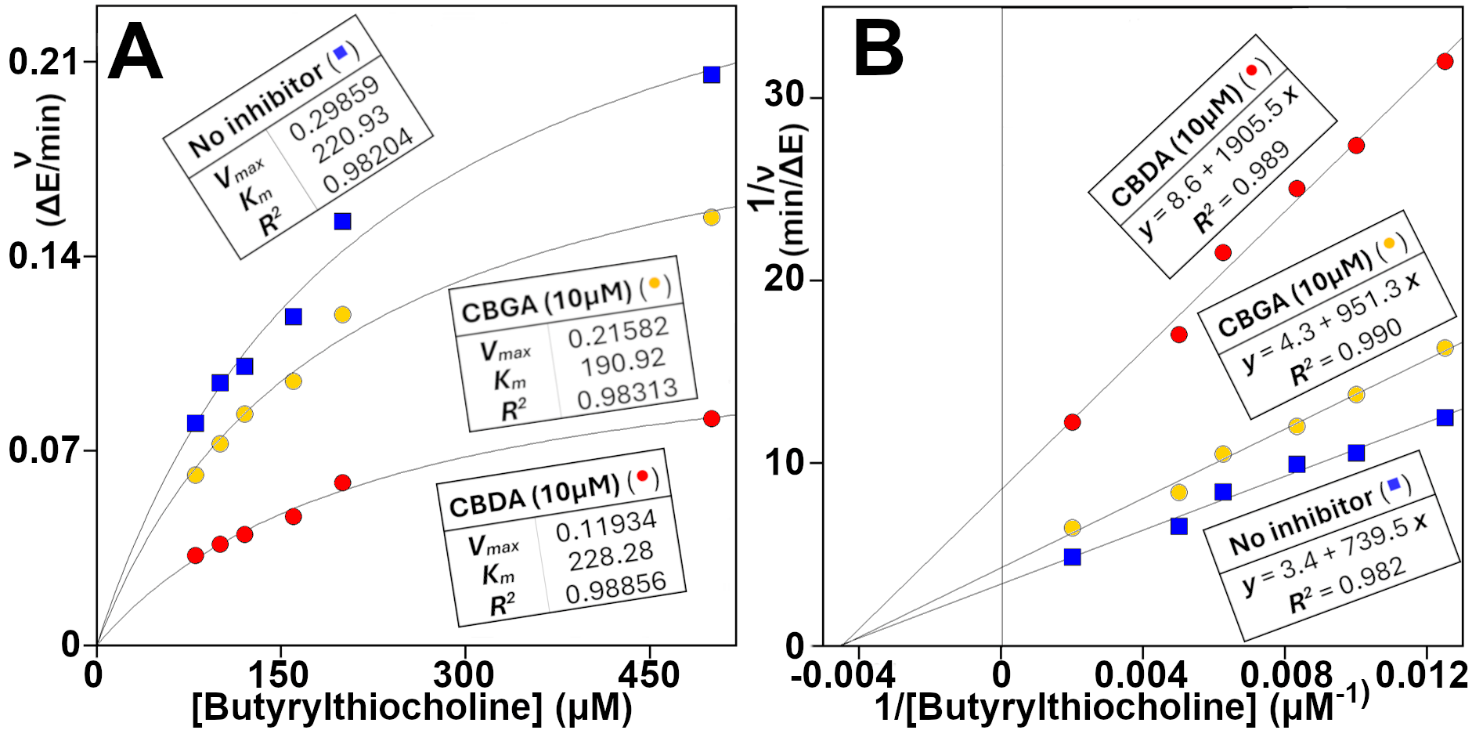 A
ν
(ΔE/min)
0.21
0.14
0.07
0
0 150 300 450
[Butyrylthiocholine] (μM)
No inhibitor (■)
Vmax 0.29859
Km 220.93
R² 0.98204
CBGA (10μM) (●)
Vmax 0.21582
Km 190.92
R² 0.98313
CBDA (10μM) (●)
Vmax 0.11934
Km 228.28
R² 0.98856
B
1/ν
(min/ΔE)
30
20
10
0
-0.004 0 0.004 0.008 0.012
1/[Butyrylthiocholine] (μM⁻¹)
CBDA (10μM) (●)
y = 8.6 + 1905.5 x
R² = 0.989
CBGA (10μM) (●)
y = 4.3 + 951.3 x
R² = 0.990
No inhibitor (■)
y = 3.4 + 739.5 x
R² = 0.982